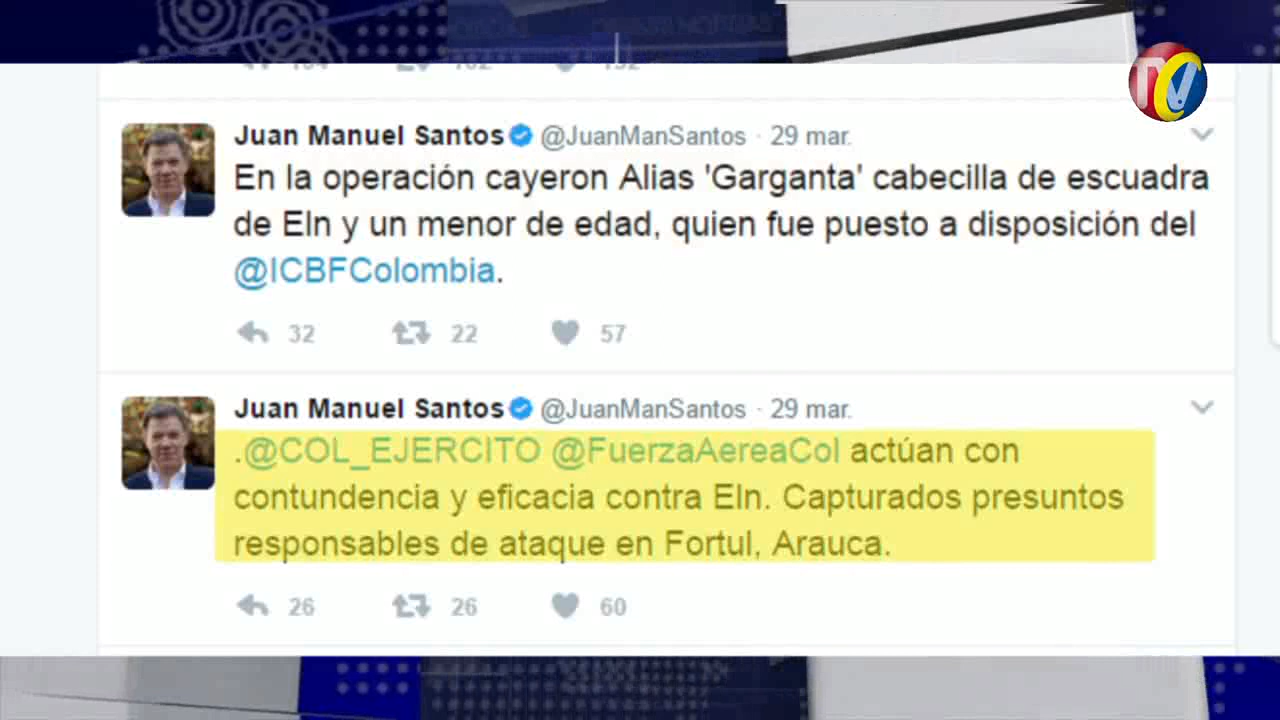 Juan Manuel Santos @JuanManSantos · 29 mar.
En la operación cayeron Alias 'Garganta' cabecilla de escuadra
de Eln y un menor de edad, quien fue puesto a disposición del
@ICBFColombia.
32 22 57
Juan Manuel Santos @JuanManSantos · 29 mar.
.@COL_EJERCITO @FuerzaAereaCol actúan con
contundencia y eficacia contra Eln. Capturados presuntos
responsables de ataque en Fortul, Arauca.
26 26 60